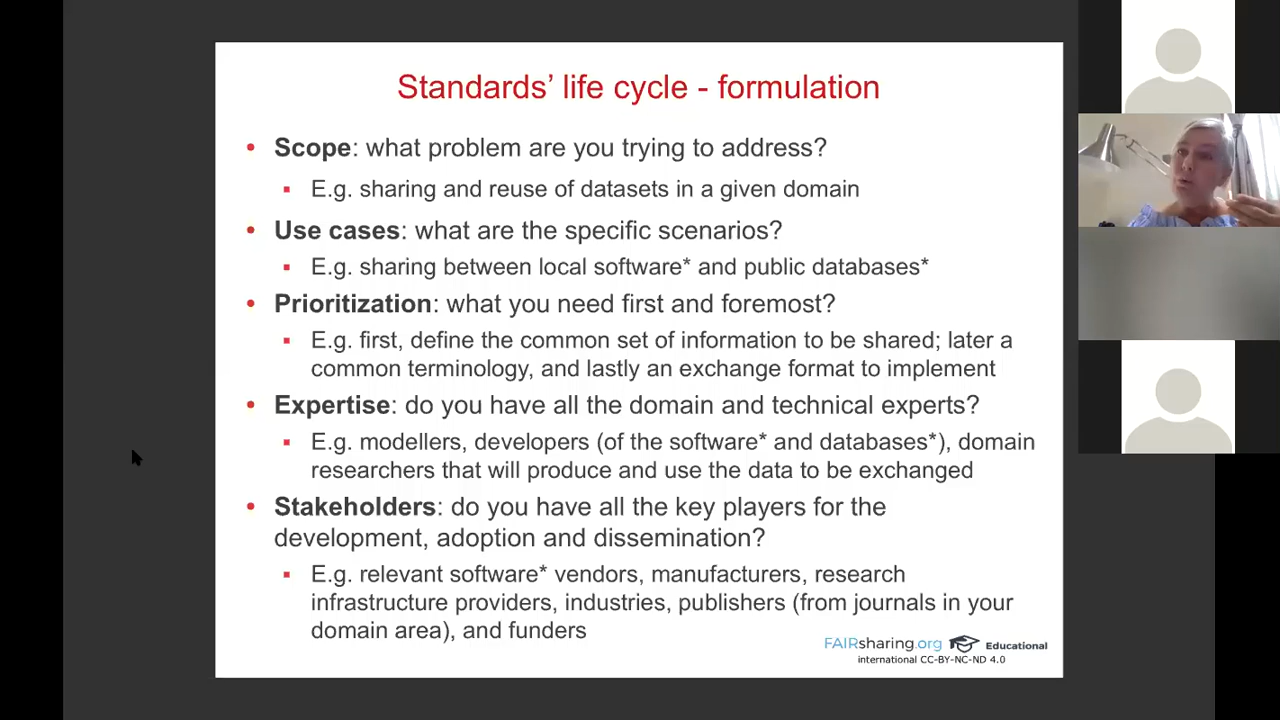 Standards’ life cycle - formulation
• Scope: what problem are you trying to address?
▪ E.g. sharing and reuse of datasets in a given domain
• Use cases: what are the specific scenarios?
▪ E.g. sharing between local software* and public databases*
• Prioritization: what you need first and foremost?
▪ E.g. first, define the common set of information to be shared; later a
common terminology, and lastly an exchange format to implement
• Expertise: do you have all the domain and technical experts?
▪ E.g. modellers, developers (of the software* and databases*), domain
researchers that will produce and use the data to be exchanged
• Stakeholders: do you have all the key players for the
development, adoption and dissemination?
▪ E.g. relevant software* vendors, manufacturers, research
infrastructure providers, industries, publishers (from journals in your
domain area), and funders
FAIRsharing.org Educational
international CC-BY-NC-ND 4.0